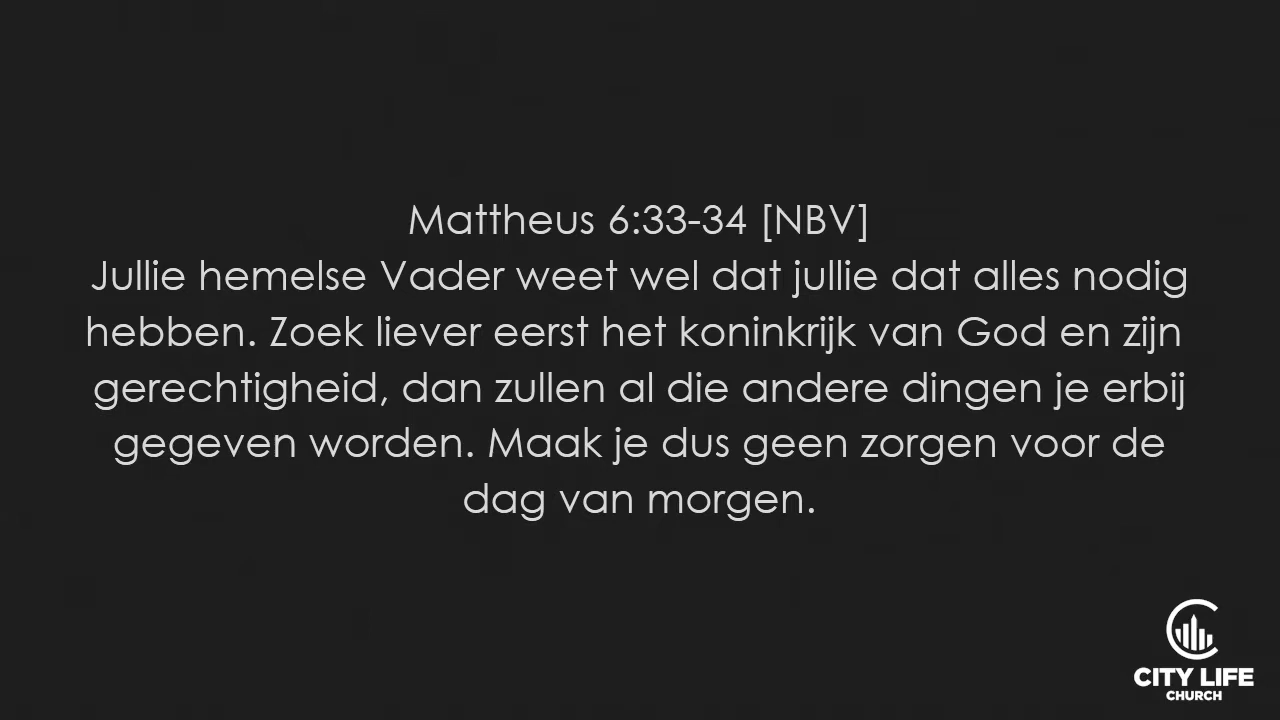 Mattheus 6:33-34 [NBV]
Jullie hemelse Vader weet wel dat jullie dat alles nodig
hebben. Zoek liever eerst het koninkrijk van God en zijn
gerechtigheid, dan zullen al die andere dingen je erbij
gegeven worden. Maak je dus geen zorgen voor de
dag van morgen.
CITY LIFE
CHURCH